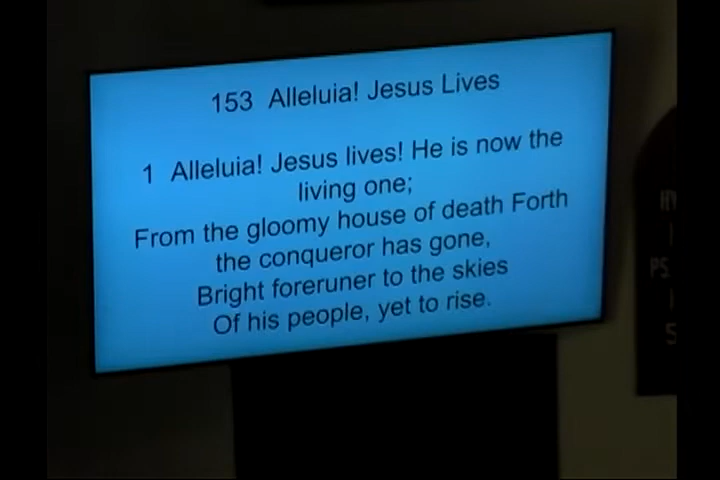 153 Alleluia! Jesus Lives
1 Alleluia! Jesus lives! He is now the
living one;
From the gloomy house of death Forth
the conqueror has gone,
Bright foreruner to the skies
Of his people, yet to rise.
PS